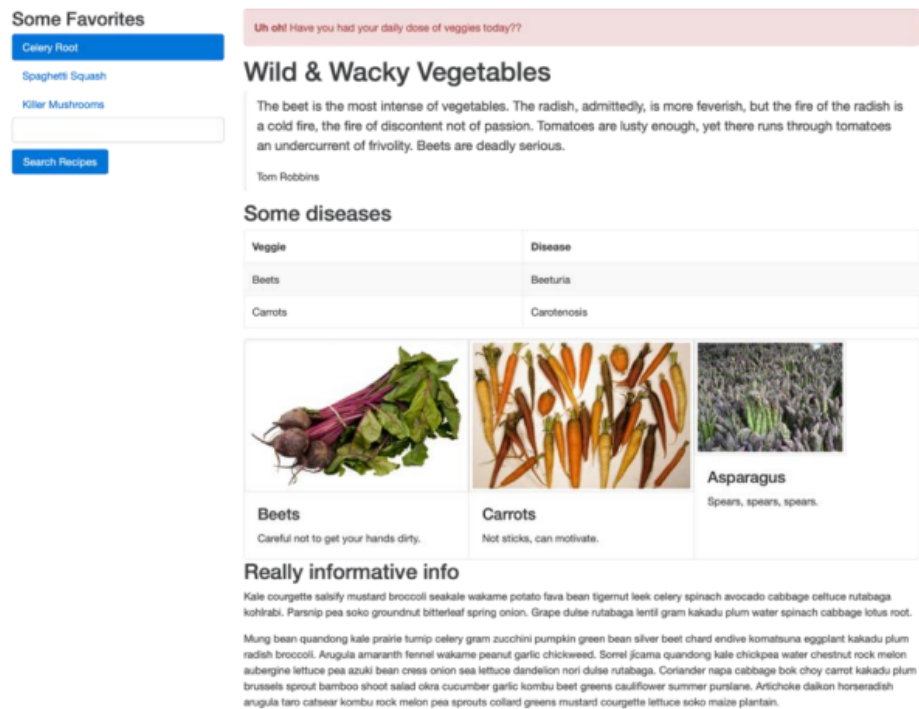 Some Favorites
Celery Root
Spaghetti Squash
Killer Mushrooms
Search Recipes
Uh oh! Have you had your daily dose of veggies today??
Wild & Wacky Vegetables
The beet is the most intense of vegetables. The radish, admittedly, is more feverish, but the fire of the radish is
a cold fire, the fire of discontent not of passion. Tomatoes are lusty enough, yet there runs through tomatoes
an undercurrent of frivolity. Beets are deadly serious.
Tom Robbins
Some diseases
Veggie Disease
Beets Beeturia
Carrots Carotenosis
Beets
Careful not to get your hands dirty.
Carrots
Not sticks, can motivate.
Asparagus
Spears, spears, spears.
Really informative info
Kale courgette salsify mustard broccoli seakale wakame potato fava bean tigernut leek celery spinach avocado cabbage celtuce rutabaga
kohlrabi. Parsnip pea soko groundnut bitterleaf spring onion. Grape dulse rutabaga lentil gram kakadu plum water spinach cabbage lotus root.
Mung bean quandong kale prairie turnip celery gram zucchini pumpkin green bean silver beet chard endive komatsuna eggplant kakadu plum
radish broccoli. Arugula amaranth fennel wakame peanut garlic chickweed. Sorrel jicama quandong kale chickpea water chestnut rock melon
aubergine lettuce pea azuki bean cress onion sea lettuce dandelion nori dulse rutabaga. Coriander napa cabbage bok choy carrot kakadu plum
brussels sprout bamboo shoot salad okra cucumber garlic kombu beet greens cauliflower summer purslane. Artichoke daikon horseradish
arugula taro catsear kombu rock melon pea sprouts collard greens mustard courgette lettuce soko maize plantain.